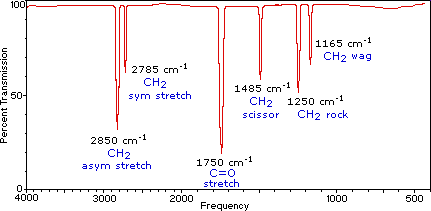 100
Percent Transmission
50
0
2785 cm⁻¹
CH₂
sym stretch
2850 cm⁻¹
CH₂
asym stretch
1750 cm⁻¹
C=O
stretch
1485 cm⁻¹
CH₂
scissor
1250 cm⁻¹
CH₂ rock
1165 cm⁻¹
CH₂ wag
4000 3000 2000 1000 500
Frequency